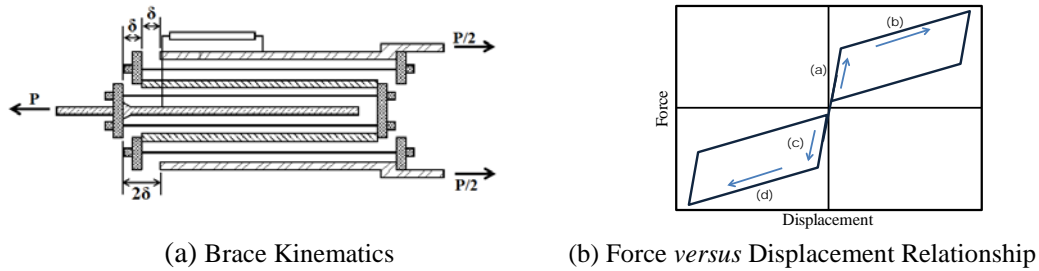 δ δ
P/2
P
P/2
2δ
(a) Brace Kinematics
Force
(a)
(b)
(c)
(d)
Displacement
(b) Force versus Displacement Relationship